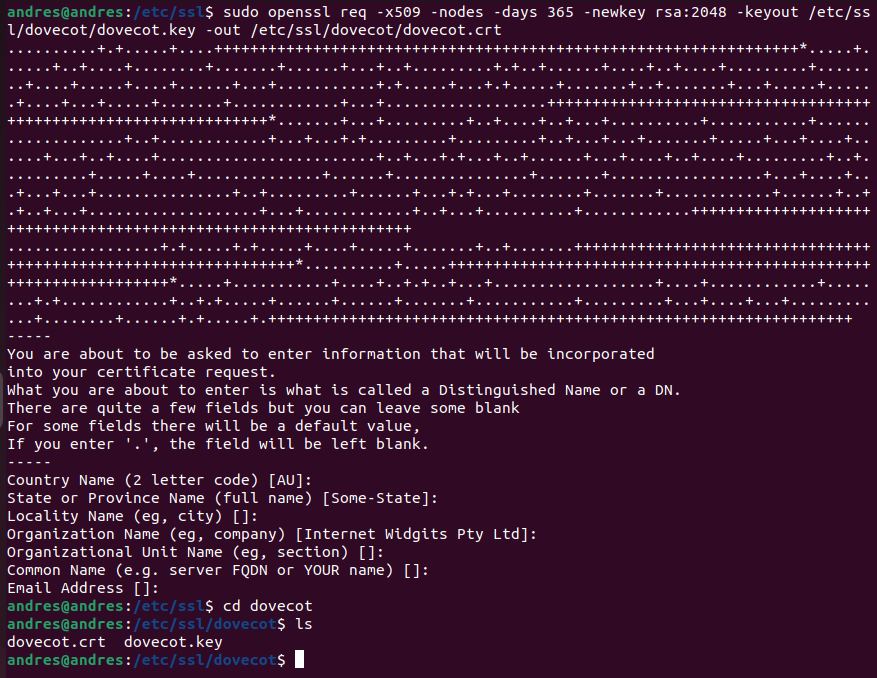 andres@andres:/etc/ssl$ sudo openssl req -x509 -nodes -days 365 -newkey rsa:2048 -keyout /etc/ss
l/dovecot/dovecot.key -out /etc/ssl/dovecot/dovecot.crt
-----
You are about to be asked to enter information that will be incorporated
into your certificate request.
What you are about to enter is what is called a Distinguished Name or a DN.
There are quite a few fields but you can leave some blank
For some fields there will be a default value,
If you enter '.', the field will be left blank.
-----
Country Name (2 letter code) [AU]:
State or Province Name (full name) [Some-State]:
Locality Name (eg, city) []:
Organization Name (eg, company) [Internet Widgits Pty Ltd]:
Organizational Unit Name (eg, section) []:
Common Name (e.g. server FQDN or YOUR name) []:
Email Address []:
andres@andres:/etc/ssl$ cd dovecot
andres@andres:/etc/ssl/dovecot$ ls
dovecot.crt  dovecot.key
andres@andres:/etc/ssl/dovecot$